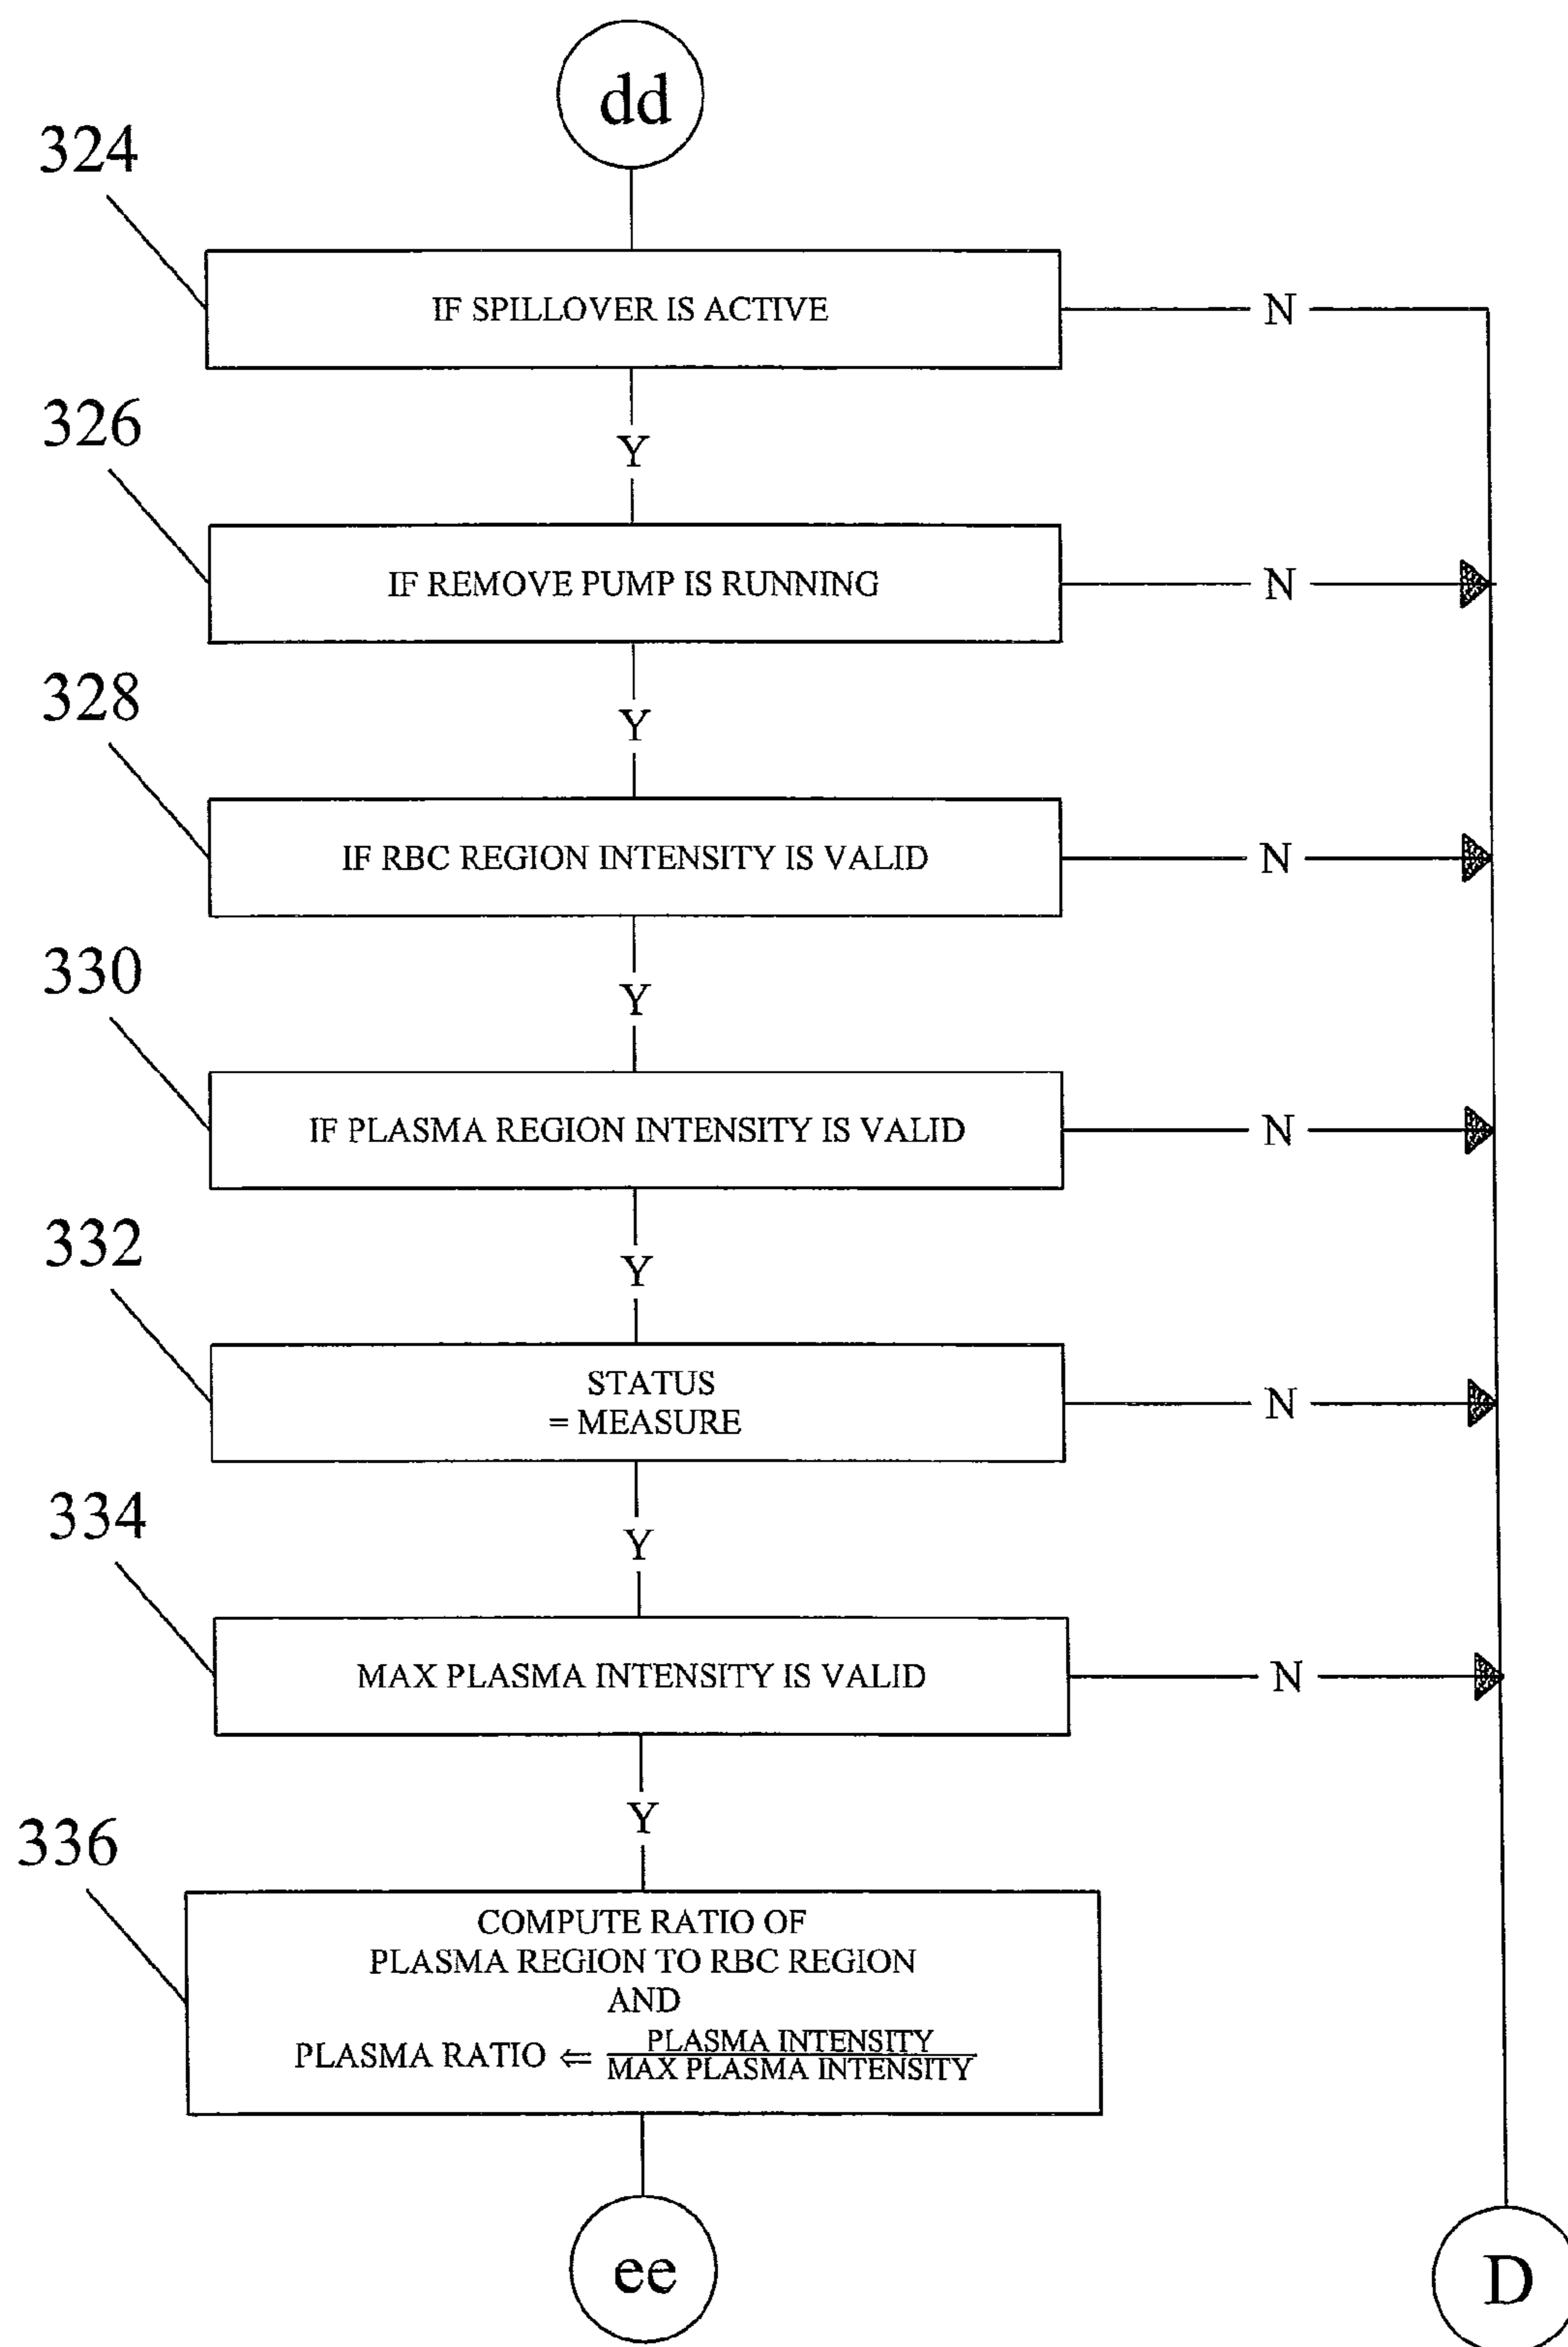 dd
324
IF SPILLOVER IS ACTIVE
N
Y
326
IF REMOVE PUMP IS RUNNING
N
Y
328
IF RBC REGION INTENSITY IS VALID
N
Y
330
IF PLASMA REGION INTENSITY IS VALID
N
Y
332
STATUS
= MEASURE
N
Y
334
MAX PLASMA INTENSITY IS VALID
N
Y
336
COMPUTE RATIO OF
PLASMA REGION TO RBC REGION
AND
PLASMA RATIO ⇐ PLASMA INTENSITY
MAX PLASMA INTENSITY
ee
D